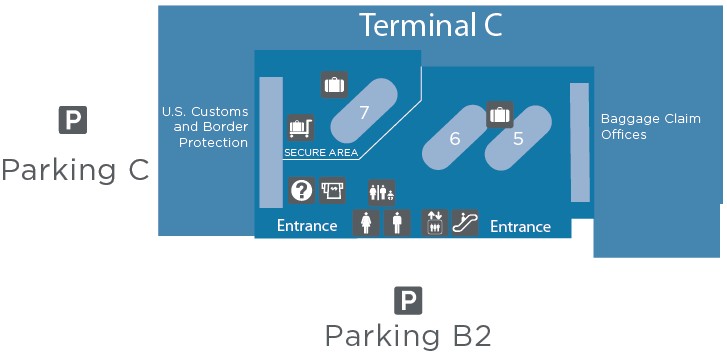 Terminal C
U.S. Customs
and Border
Protection
7
SECURE AREA
6
5
Baggage Claim
Offices
?
Entrance
Entrance
P
Parking C
P
Parking B2